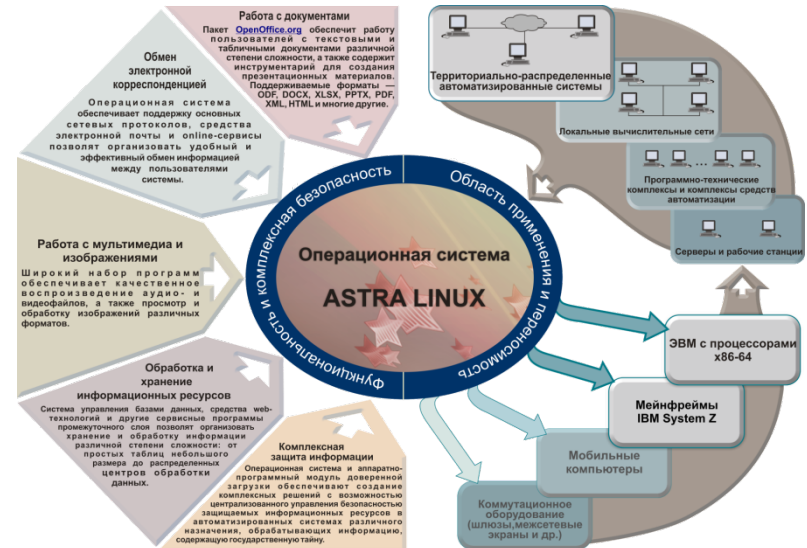 Работа с документами
Пакет OpenOffice.org обеспечит работу
пользователей с текстовыми и
табличными документами различной
степени сложности, а также содержит
инструментарий для создания
презентационных материалов.
Поддерживаемые форматы —
ODF, DOCX, XLSX, PPTX, PDF,
XML, HTML и многие другие.
Обмен
электронной
корреспонденцией
Операционная система
обеспечивает поддержку основных
сетевых протоколов, средства
электронной почты и online-сервисы
позволят организовать удобный и
эффективный обмен информацией
между пользователями
системы.
Работа с мультимедиа и
изображениями
Широкий набор программ
обеспечивает качественное
воспроизведение аудио- и
видеофайлов, а также просмотр и
обработку изображений различных
форматов.
Обработка и
хранение
информационных ресурсов
Система управления базами данных, средства web-
технологий и другие сервисные программы
промежуточного слоя позволят организовать
хранение и обработку информации
различной степени сложности: от
простых таблиц небольшого
размера до распределенных
центров обработки
данных.
Комплексная
защита информации
Операционная система и аппаратно-
программный модуль доверенной
загрузки обеспечивают создание
комплексных решений с возможностью
централизованного управления безопасностью
защищаемых информационных ресурсов в
автоматизированных системах различного
назначения, обрабатывающих информацию,
содержащую государственную тайну.
Функциональность и комплексная безопасность
Область применения и переносимость
Операционная система
ASTRA LINUX
Территориально-распределенные
автоматизированные системы
Локальные вычислительные сети
Программно-технические
комплексы и комплексы средств
автоматизации
Серверы и рабочие станции
ЭВМ с процессорами
x86-64
Мейнфреймы
IBM System Z
Мобильные
компьютеры
Коммутационное
оборудование
(шлюзы,межсетевые
экраны и др.)